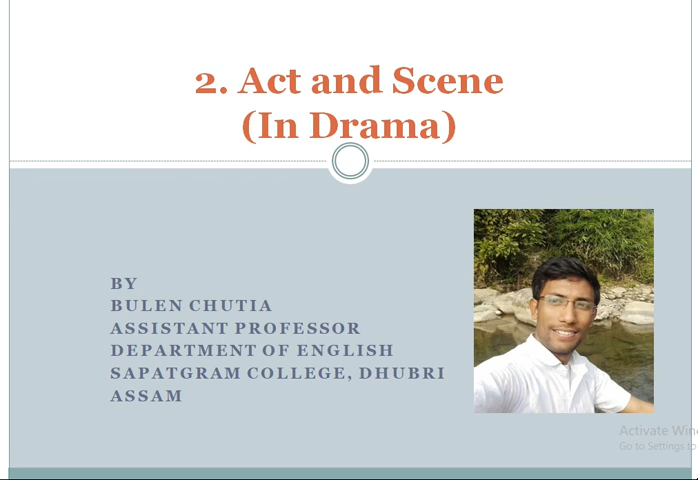 2. Act and Scene
(In Drama)
BY
BULEN CHUTIA
ASSISTANT PROFESSOR
DEPARTMENT OF ENGLISH
SAPATGRAM COLLEGE, DHUBRI
ASSAM
Activate
Go to Settings to